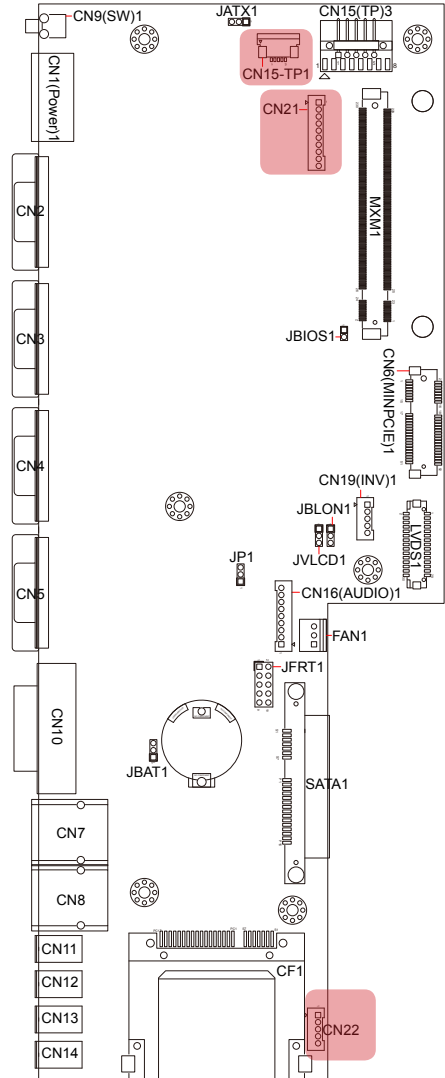 CN9(SW)1
JATX1
CN15(TP)3
CN1(Power)1
CN15-TP1
1
8
CN21
CN2
MXM1
CN3
JBIOS1
CN6(MINPCIE)1
CN4
CN19(INV)1
JBLON1
LVDS1
JVLCD1
JP1
CN5
CN16(AUDIO)1
FAN1
JFRT1
CN10
JBAT1
SATA1
CN7
CN8
CN11
CF1
CN12
CN13
CN22
CN14